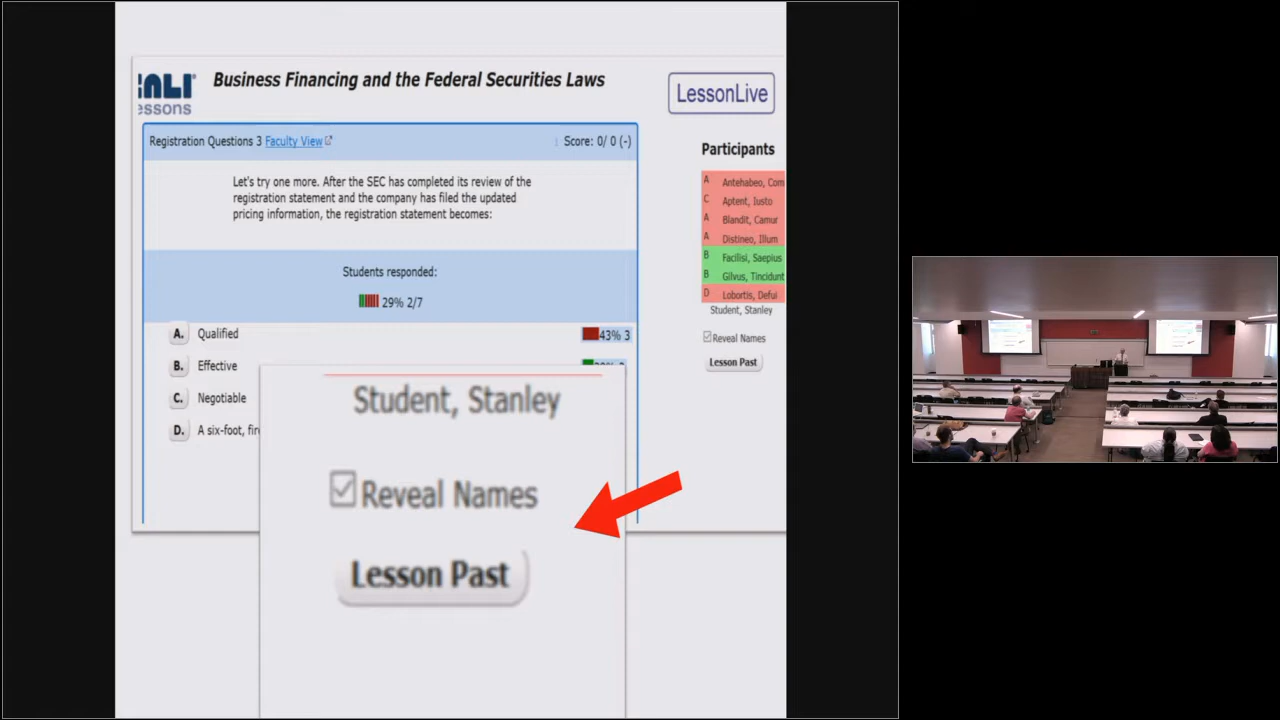 Business Financing and the Federal Securities Laws
LessonLive
ALI
essons
Registration Questions 3 Faculty View
Score: 0/ 0 (-)
Let's try one more. After the SEC has completed its review of the
registration statement and the company has filed the updated
pricing information, the registration statement becomes:
Students responded:
29% 2/7
A. Qualified
43% 3
B. Effective
C. Negotiable
D. A six-foot, fir
Participants
A Antehabeo, Com
C Aptent, Iusto
A Blandit, Camur
A Distineo, Illum
B Facilisi, Saepius
B Gilvus, Tincidunt
D Lobortis, Defui
Student, Stanley
Reveal Names
Lesson Past
Student, Stanley
Reveal Names
Lesson Past